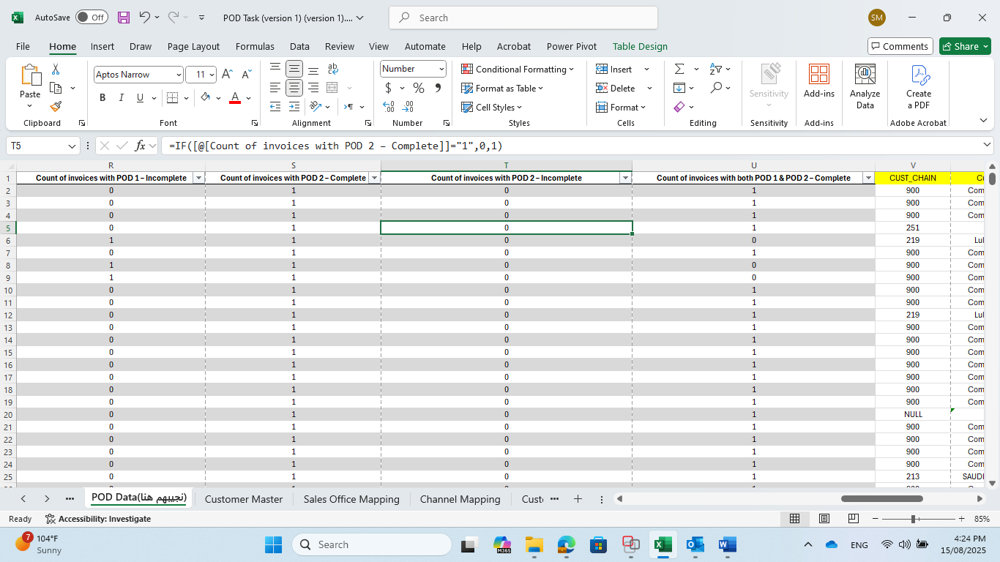 AutoSave Off POD Task (version 1) (version 1).... Search SM
File Home Insert Draw Page Layout Formulas Data Review View Automate Help Acrobat Power Pivot Table Design Comments Share
Paste Aptos Narrow 11 Number Conditional Formatting Insert Sensitivity Add-ins Analyze Data Create a PDF
B I U A $ % Format as Table Delete
Cell Styles Format
Clipboard Font Alignment Number Styles Cells Editing Sensitivity Add-ins Adobe Acrobat
T5 fx =IF([@[Count of invoices with POD 2 – Complete]]="1",0,1)
R S T U V
1 Count of invoices with POD 1 – Incomplete Count of invoices with POD 2 – Complete Count of invoices with POD 2 – Incomplete Count of invoices with both POD 1 & POD 2 – Complete CUST_CHAIN
2 0 1 0 1 900 Com
3 0 1 0 1 900 Com
4 0 1 0 1 900 Com
5 0 1 0 1 251
6 1 1 0 0 219 Lul
7 0 1 0 1 900 Com
8 1 1 0 0 900 Com
9 1 1 0 0 900 Com
10 0 1 0 1 900 Com
11 0 1 0 1 900 Com
12 0 1 0 1 219 Lul
13 0 1 0 1 900 Com
14 0 1 0 1 900 Com
15 0 1 0 1 900 Com
16 0 1 0 1 900 Com
17 0 1 0 1 900 Com
18 0 1 0 1 900 Com
19 0 1 0 1 900 Com
20 0 1 0 1 NULL
21 0 1 0 1 900 Com
22 0 1 0 1 900 Com
23 0 1 0 1 900 Com
24 0 1 0 1 900 Com
25 0 1 0 1 213 SAUDI
POD Data(نجيبهم هنا) Customer Master Sales Office Mapping Channel Mapping Custo
Ready Accessibility: Investigate 85%
7 104°F Search M365 ENG 4:24 PM
Sunny 15/08/2025